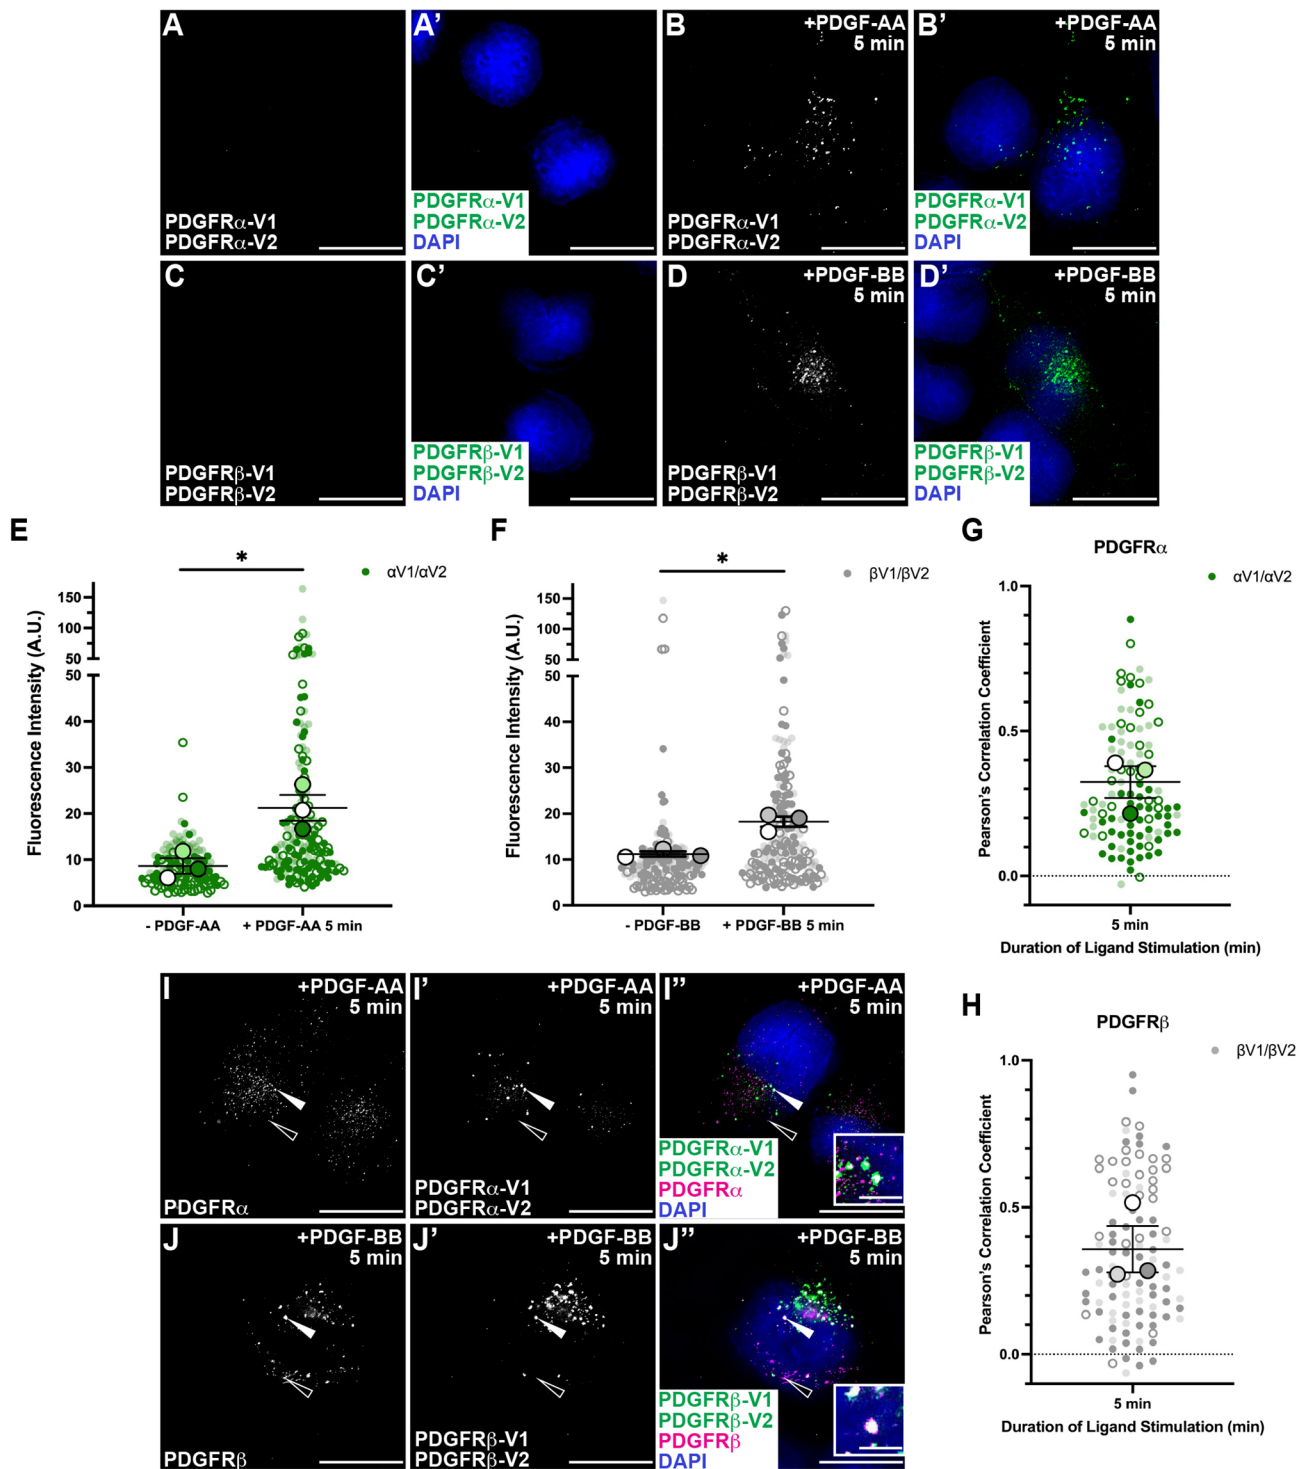 A
PDGFRα-V1
PDGFRα-V2
A'
PDGFRα-V1
PDGFRα-V2
DAPI
B
+PDGF-AA
5 min
PDGFRα-V1
PDGFRα-V2
B'
+PDGF-AA
5 min
PDGFRα-V1
PDGFRα-V2
DAPI
C
PDGFRβ-V1
PDGFRβ-V2
C'
PDGFRβ-V1
PDGFRβ-V2
DAPI
D
+PDGF-BB
5 min
PDGFRβ-V1
PDGFRβ-V2
D'
+PDGF-BB
5 min
PDGFRβ-V1
PDGFRβ-V2
DAPI
E
*
αV1/αV2
Fluorescence Intensity (A.U.)
150
100
50
50
40
30
20
10
0
- PDGF-AA
+ PDGF-AA 5 min
F
*
βV1/βV2
Fluorescence Intensity (A.U.)
150
100
50
50
40
30
20
10
0
- PDGF-BB
+ PDGF-BB 5 min
G
PDGFRα
αV1/αV2
Pearson's Correlation Coefficient
1.0
0.5
0.0
5 min
Duration of Ligand Stimulation (min)
H
PDGFRβ
βV1/βV2
Pearson's Correlation Coefficient
1.0
0.5
0.0
5 min
Duration of Ligand Stimulation (min)
I
+PDGF-AA
5 min
PDGFRα
I'
+PDGF-AA
5 min
PDGFRα-V1
PDGFRα-V2
I''
+PDGF-AA
5 min
PDGFRα-V1
PDGFRα-V2
PDGFRα
DAPI
J
+PDGF-BB
5 min
PDGFRβ
J'
+PDGF-BB
5 min
PDGFRβ-V1
PDGFRβ-V2
J''
+PDGF-BB
5 min
PDGFRβ-V1
PDGFRβ-V2
PDGFRβ
DAPI